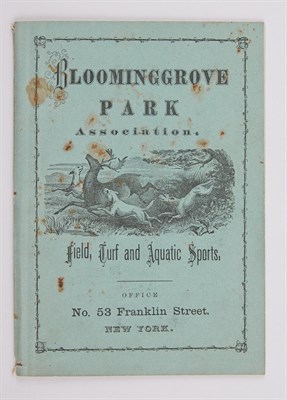 BLOOMINGGROVE
PARK
Association.
Field, Turf and Aquatic Sports.
OFFICE
No. 53 Franklin Street.
NEW YORK.